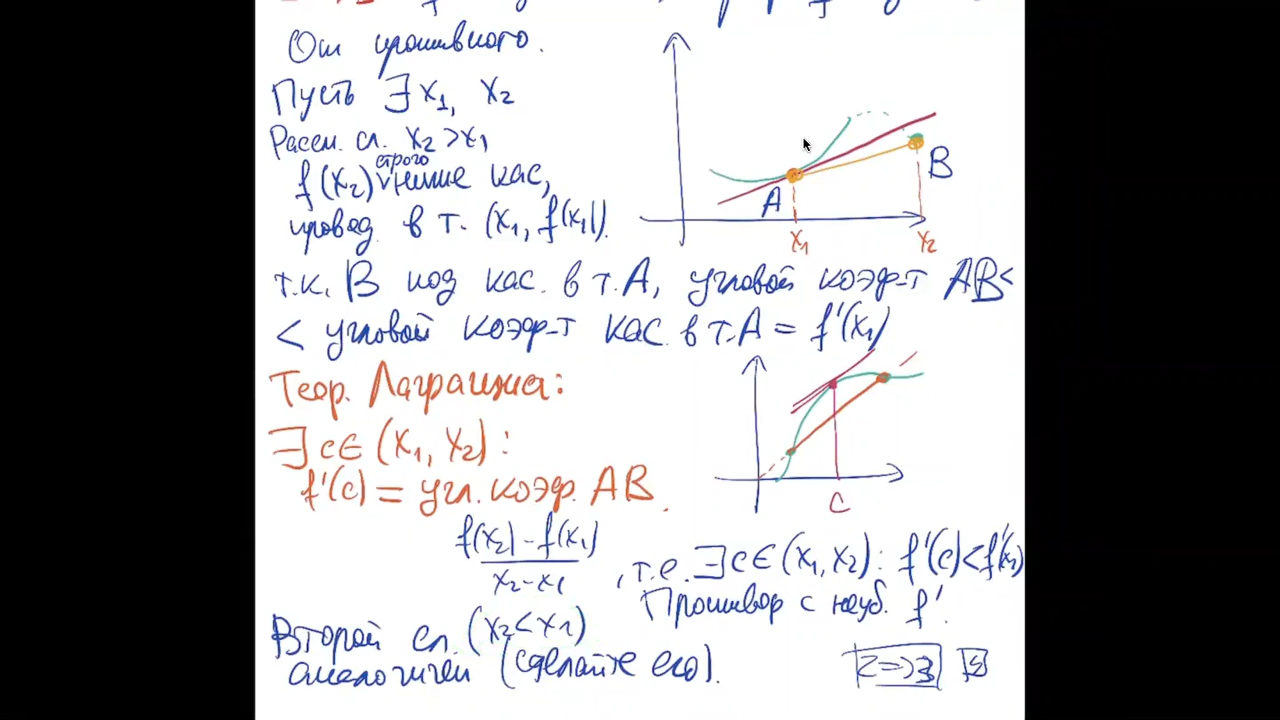 От противного.
Пусть ∃ x₁, x₂
Рассм. сл. x₂ > x₁
f(x₂) строго ниже кас,
провед. в т. (x₁, f(x₁)).
A
B
x₁
x₂
т.к. B под кас. в т. A, угловой коэф-т AB <
< угловой коэф-т кас. в т. A = f'(x₁)
Теор. Лагранжа:
∃ c ∈ (x₁, x₂):
f'(c) = угл. коэф. AB.
c
f(x₂) - f(x₁)
x₂ - x₁
, т.е. ∃ c ∈ (x₁, x₂): f'(c) < f'(x₁)
Противор с неуб. f'.
Второй сл. (x₂ < x₁)
аналогичен (сделайте его).
2 => 3